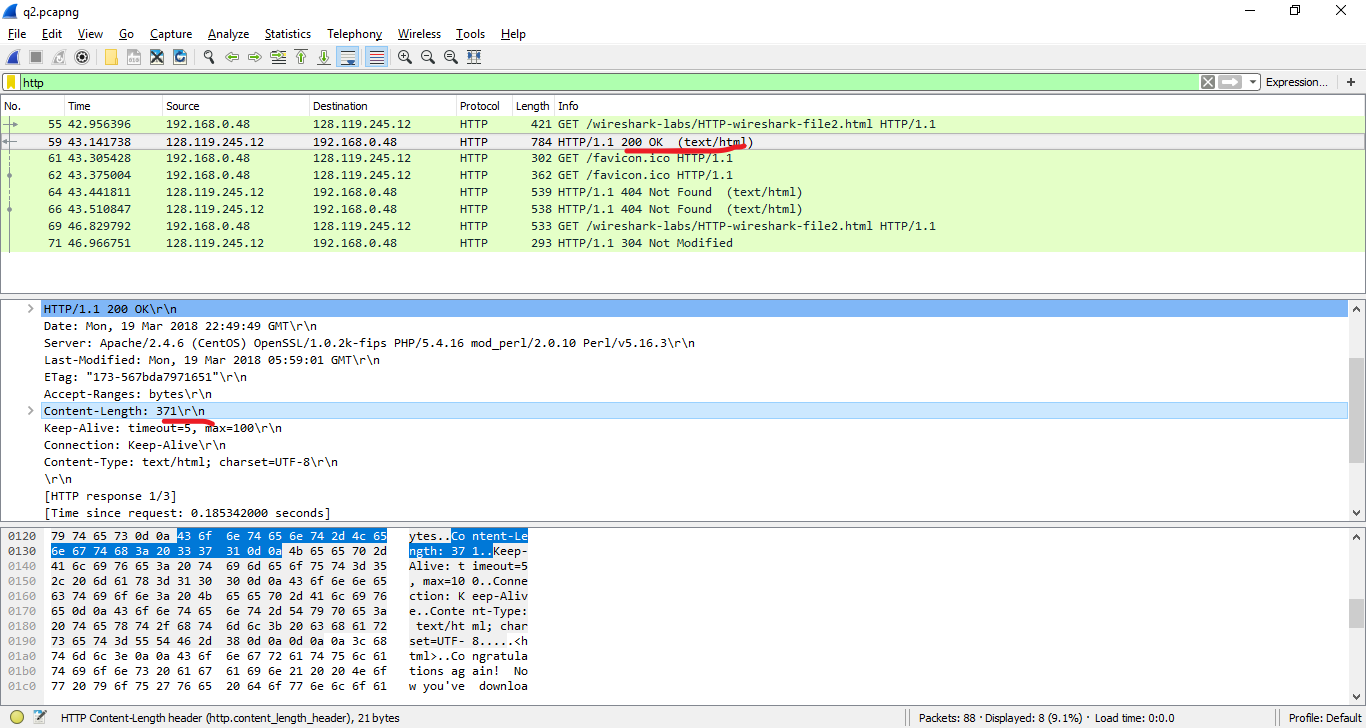 q2.pcapng
File Edit View Go Capture Analyze Statistics Telephony Wireless Tools Help
http Expression... +
No. Time Source Destination Protocol Length Info
55 42.956396 192.168.0.48 128.119.245.12 HTTP 421 GET /wireshark-labs/HTTP-wireshark-file2.html HTTP/1.1
59 43.141738 128.119.245.12 192.168.0.48 HTTP 784 HTTP/1.1 200 OK (text/html)
61 43.305428 192.168.0.48 128.119.245.12 HTTP 302 GET /favicon.ico HTTP/1.1
62 43.375004 192.168.0.48 128.119.245.12 HTTP 362 GET /favicon.ico HTTP/1.1
64 43.441811 128.119.245.12 192.168.0.48 HTTP 539 HTTP/1.1 404 Not Found (text/html)
66 43.510847 128.119.245.12 192.168.0.48 HTTP 538 HTTP/1.1 404 Not Found (text/html)
69 46.829792 192.168.0.48 128.119.245.12 HTTP 533 GET /wireshark-labs/HTTP-wireshark-file2.html HTTP/1.1
71 46.966751 128.119.245.12 192.168.0.48 HTTP 293 HTTP/1.1 304 Not Modified
HTTP/1.1 200 OK\r\n
Date: Mon, 19 Mar 2018 22:49:49 GMT\r\n
Server: Apache/2.4.6 (CentOS) OpenSSL/1.0.2k-fips PHP/5.4.16 mod_perl/2.0.10 Perl/v5.16.3\r\n
Last-Modified: Mon, 19 Mar 2018 05:59:01 GMT\r\n
ETag: "173-567bda7971651"\r\n
Accept-Ranges: bytes\r\n
Content-Length: 371\r\n
Keep-Alive: timeout=5, max=100\r\n
Connection: Keep-Alive\r\n
Content-Type: text/html; charset=UTF-8\r\n
\r\n
[HTTP response 1/3]
[Time since request: 0.185342000 seconds]
0120 79 74 65 73 0d 0a 43 6f 6e 74 65 6e 74 2d 4c 65 ytes..Co ntent-Le
0130 6e 67 74 68 3a 20 33 37 31 0d 0a 4b 65 65 70 2d ngth: 37 1..Keep-
0140 41 6c 69 76 65 3a 20 74 69 6d 65 6f 75 74 3d 35 Alive: t imeout=5
0150 2c 20 6d 61 78 3d 31 30 30 0d 0a 43 6f 6e 6e 65 , max=10 0..Conne
0160 63 74 69 6f 6e 3a 20 4b 65 65 70 2d 41 6c 69 76 ction: K eep-Aliv
0170 65 0d 0a 43 6f 6e 74 65 6e 74 2d 54 79 70 65 3a e..Conte nt-Type:
0180 20 74 65 78 74 2f 68 74 6d 6c 3b 20 63 68 61 72 text/ht ml; char
0190 73 65 74 3d 55 54 46 2d 38 0d 0a 0d 0a 0a 3c 68 set=UTF- 8.....<h
01a0 74 6d 6c 3e 0a 0a 43 6f 6e 67 72 61 74 75 6c 61 tml>..Co ngratula
01b0 74 69 6f 6e 73 20 61 67 61 69 6e 21 20 20 4e 6f tions ag ain! No
01c0 77 20 79 6f 75 27 76 65 20 64 6f 77 6e 6c 6f 61 w you've downloa
HTTP Content-Length header (http.content_length_header), 21 bytes Packets: 88 · Displayed: 8 (9.1%) · Load time: 0:0.0 Profile: Default